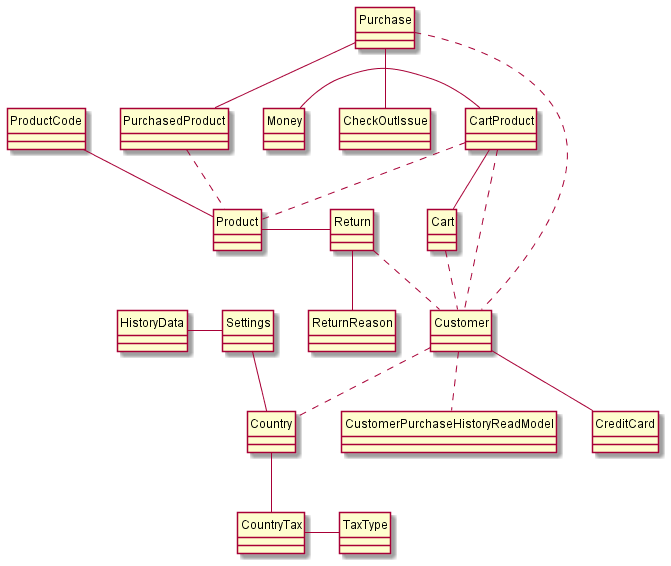 Purchase
ProductCode
PurchasedProduct
Money
CheckOutIssue
CartProduct
Product
Return
Cart
HistoryData
Settings
ReturnReason
Customer
Country
CustomerPurchaseHistoryReadModel
CreditCard
CountryTax
TaxType